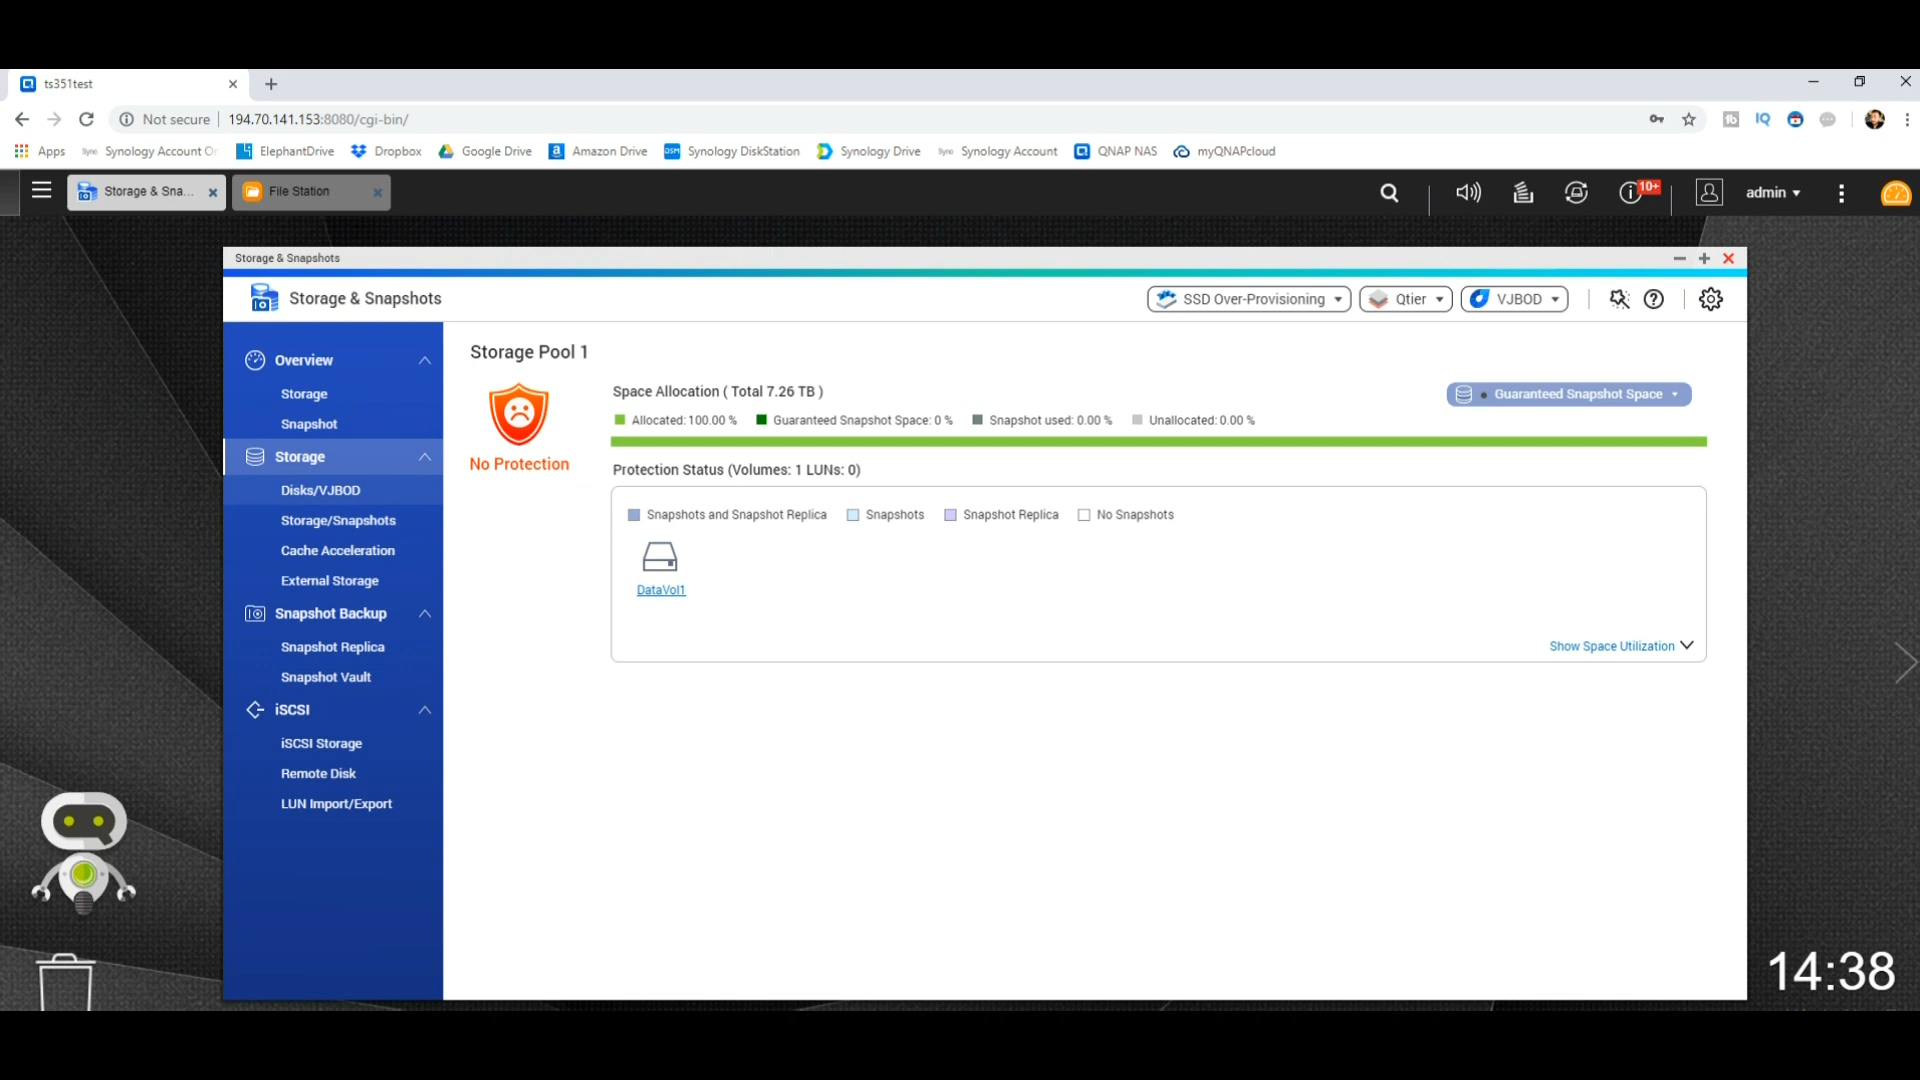 ts351test
Not secure 194.70.141.153:8080/cgi-bin/
IQ
Apps Synology Account Or ElephantDrive Dropbox Google Drive Amazon Drive Synology DiskStation Synology Drive Synology Account QNAP NAS myQNAPcloud
Storage & Sna... File Station 10+ admin
Storage & Snapshots
Storage & Snapshots SSD Over-Provisioning Qtier VJBOD
Overview
Storage
Snapshot
Storage
Disks/VJBOD
Storage/Snapshots
Cache Acceleration
External Storage
Snapshot Backup
Snapshot Replica
Snapshot Vault
iSCSI
iSCSI Storage
Remote Disk
LUN Import/Export
Storage Pool 1
No Protection
Space Allocation ( Total 7.26 TB )
Guaranteed Snapshot Space
Allocated: 100.00 % Guaranteed Snapshot Space: 0 % Snapshot used: 0.00 % Unallocated: 0.00 %
Protection Status (Volumes: 1 LUNs: 0)
Snapshots and Snapshot Replica Snapshots Snapshot Replica No Snapshots
DataVol1
Show Space Utilization
14:38